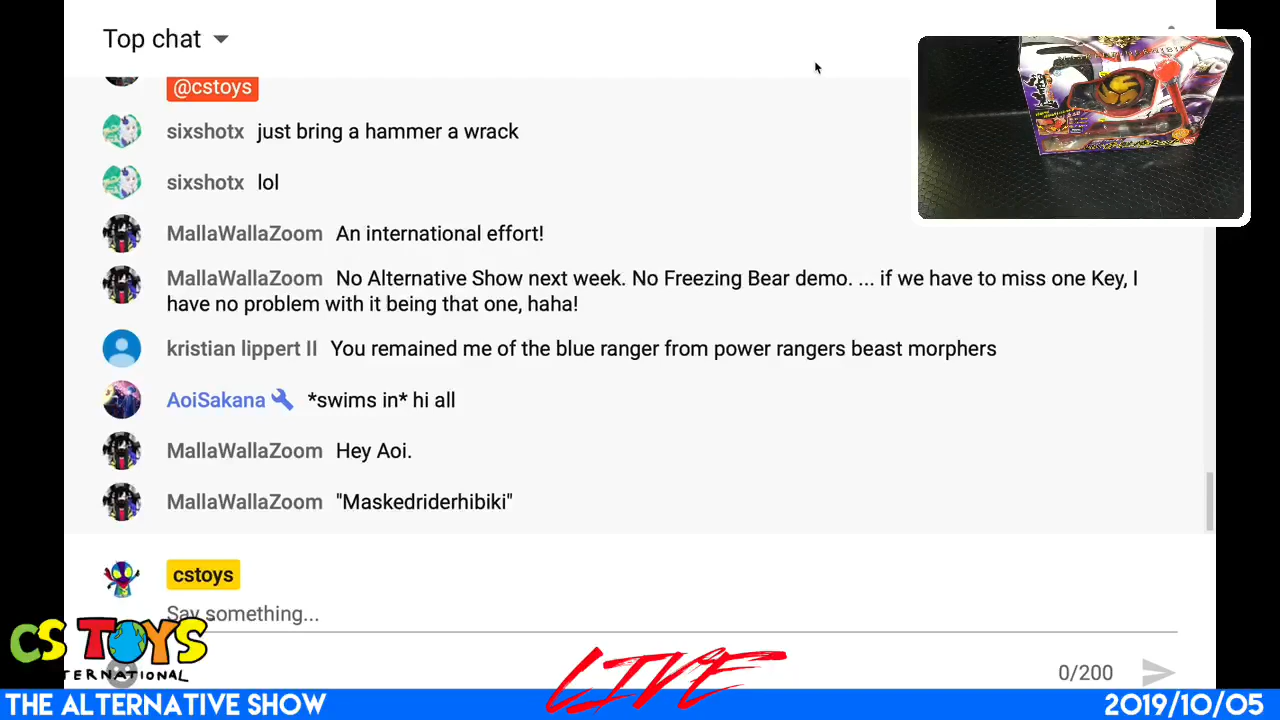 Top chat
@cstoys
sixshotx just bring a hammer a wrack
sixshotx lol
MallaWallaZoom An international effort!
MallaWallaZoom No Alternative Show next week. No Freezing Bear demo. ... if we have to miss one Key, I
have no problem with it being that one, haha!
kristian lippert II You remained me of the blue ranger from power rangers beast morphers
AoiSakana *swims in* hi all
MallaWallaZoom Hey Aoi.
MallaWallaZoom "Maskedriderhibiki"
cstoys
Say something...
CS TOYS
TERNATIONAL
LIVE
0/200
THE ALTERNATIVE SHOW
2019/10/05